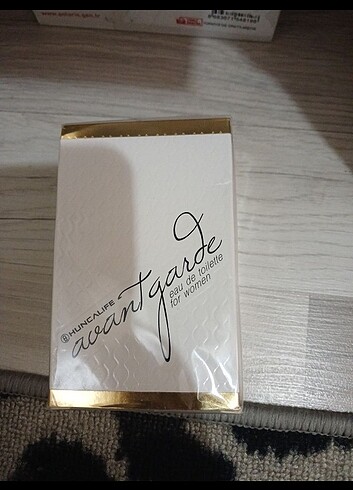 HUNCALIFE
avantgarde
eau de toilette
for women